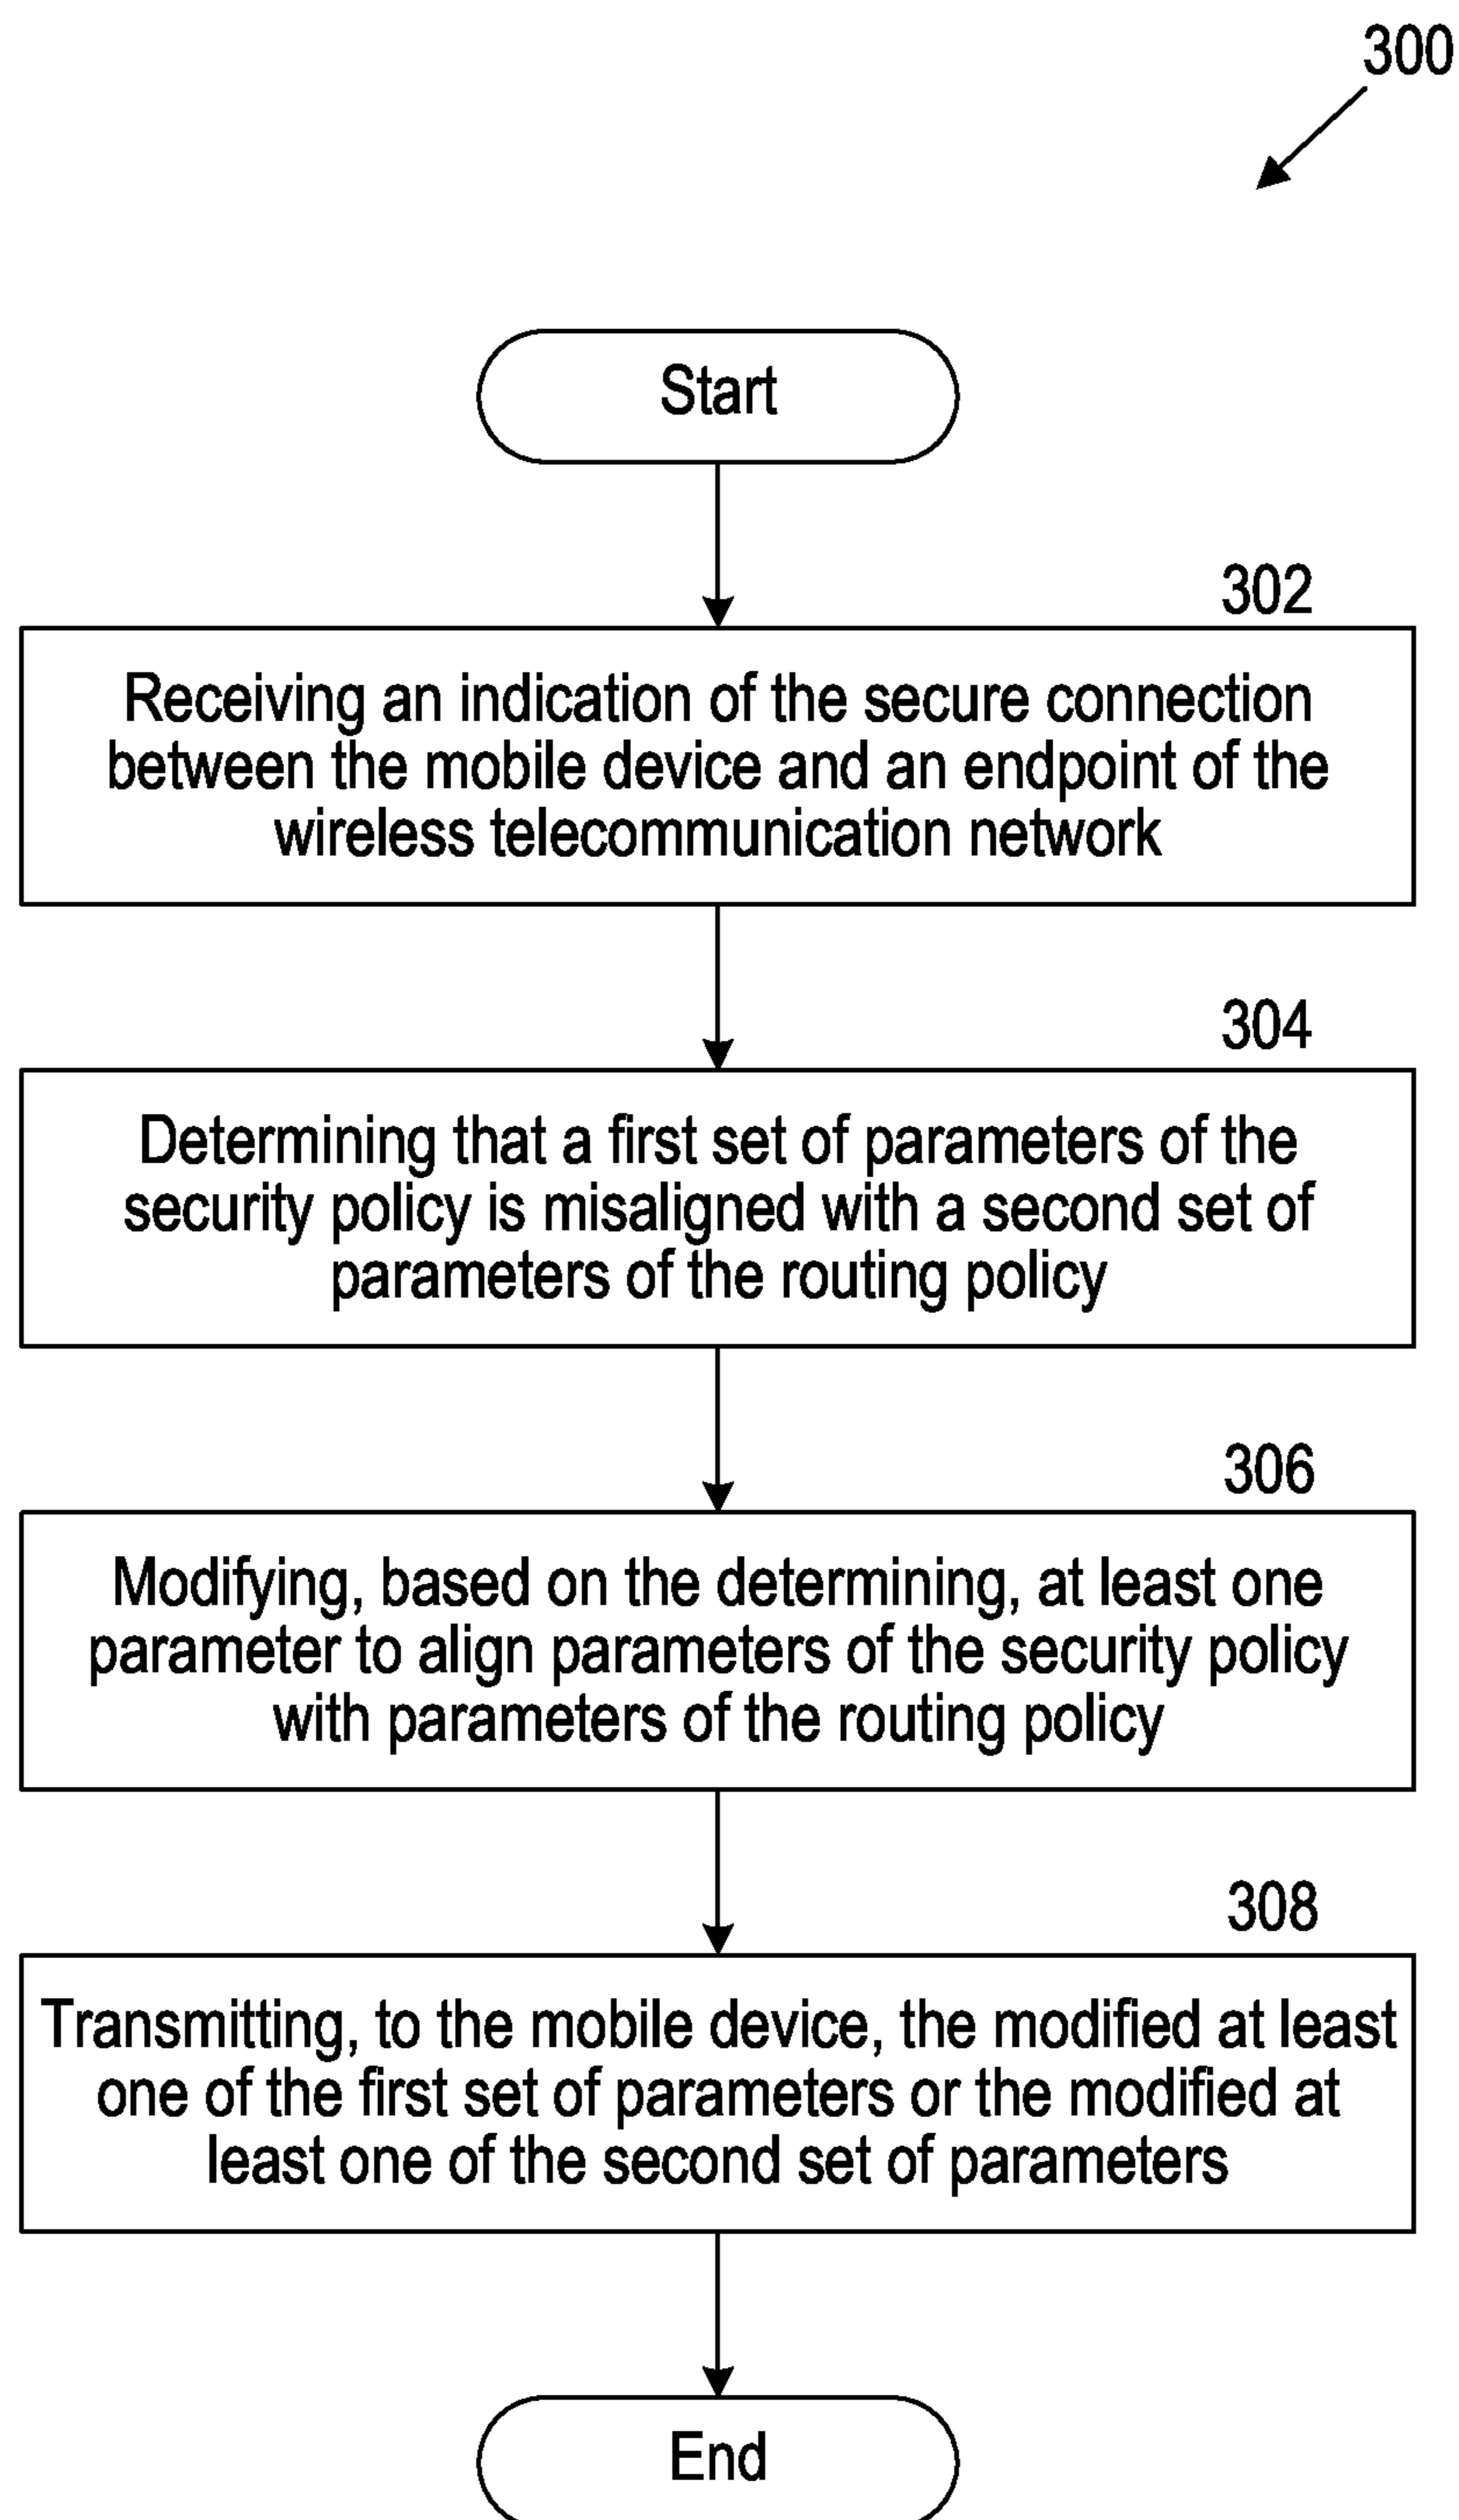 300
Start
302
Receiving an indication of the secure connection
between the mobile device and an endpoint of the
wireless telecommunication network
304
Determining that a first set of parameters of the
security policy is misaligned with a second set of
parameters of the routing policy
306
Modifying, based on the determining, at least one
parameter to align parameters of the security policy
with parameters of the routing policy
308
Transmitting, to the mobile device, the modified at least
one of the first set of parameters or the modified at
least one of the second set of parameters
End